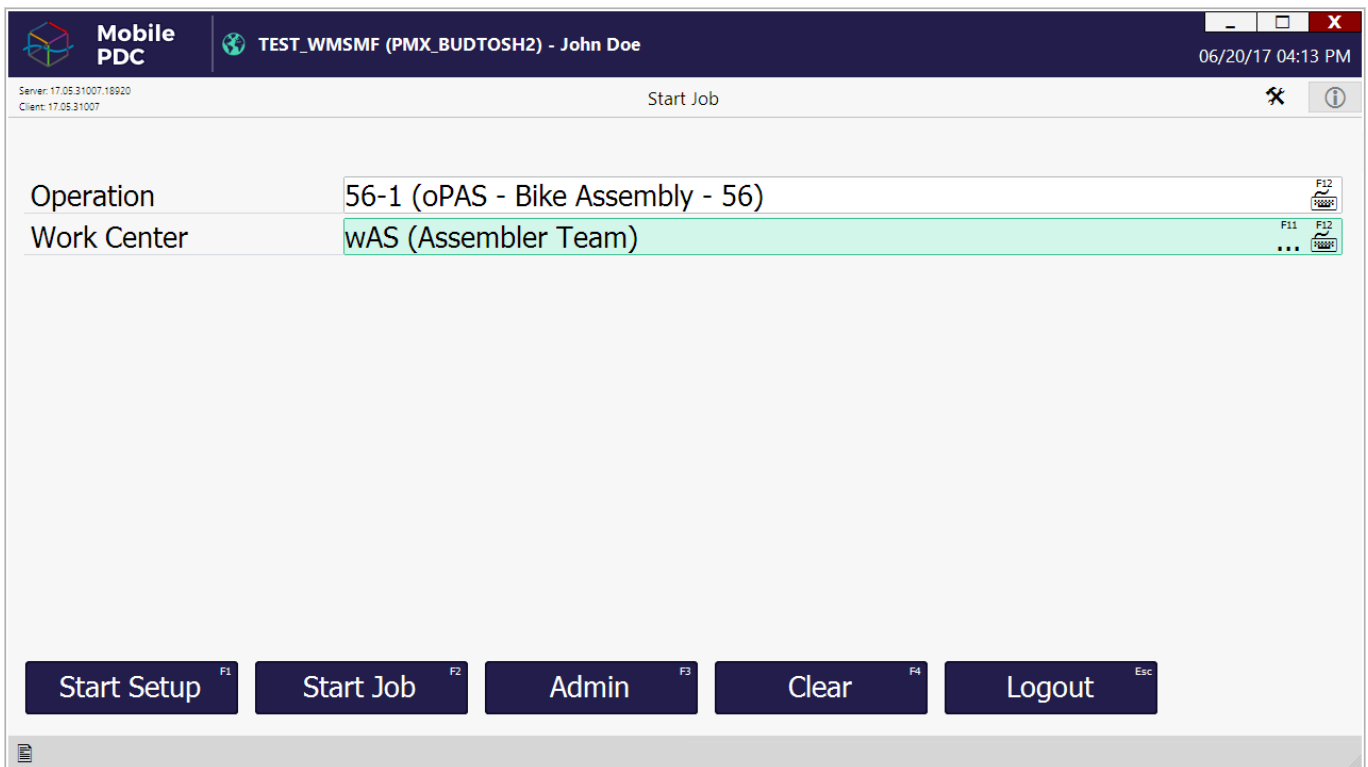 Mobile
PDC
TEST_WMSMF (PMX_BUDTOSH2) - John Doe
X
06/20/17 04:13 PM
Server: 17.05.31007.18920
Client: 17.05.31007
Start Job
Operation
56-1 (oPAS - Bike Assembly - 56)
F12
Work Center
wAS (Assembler Team)
F11
...
F12
Start Setup F1
Start Job F2
Admin F3
Clear F4
Logout Esc